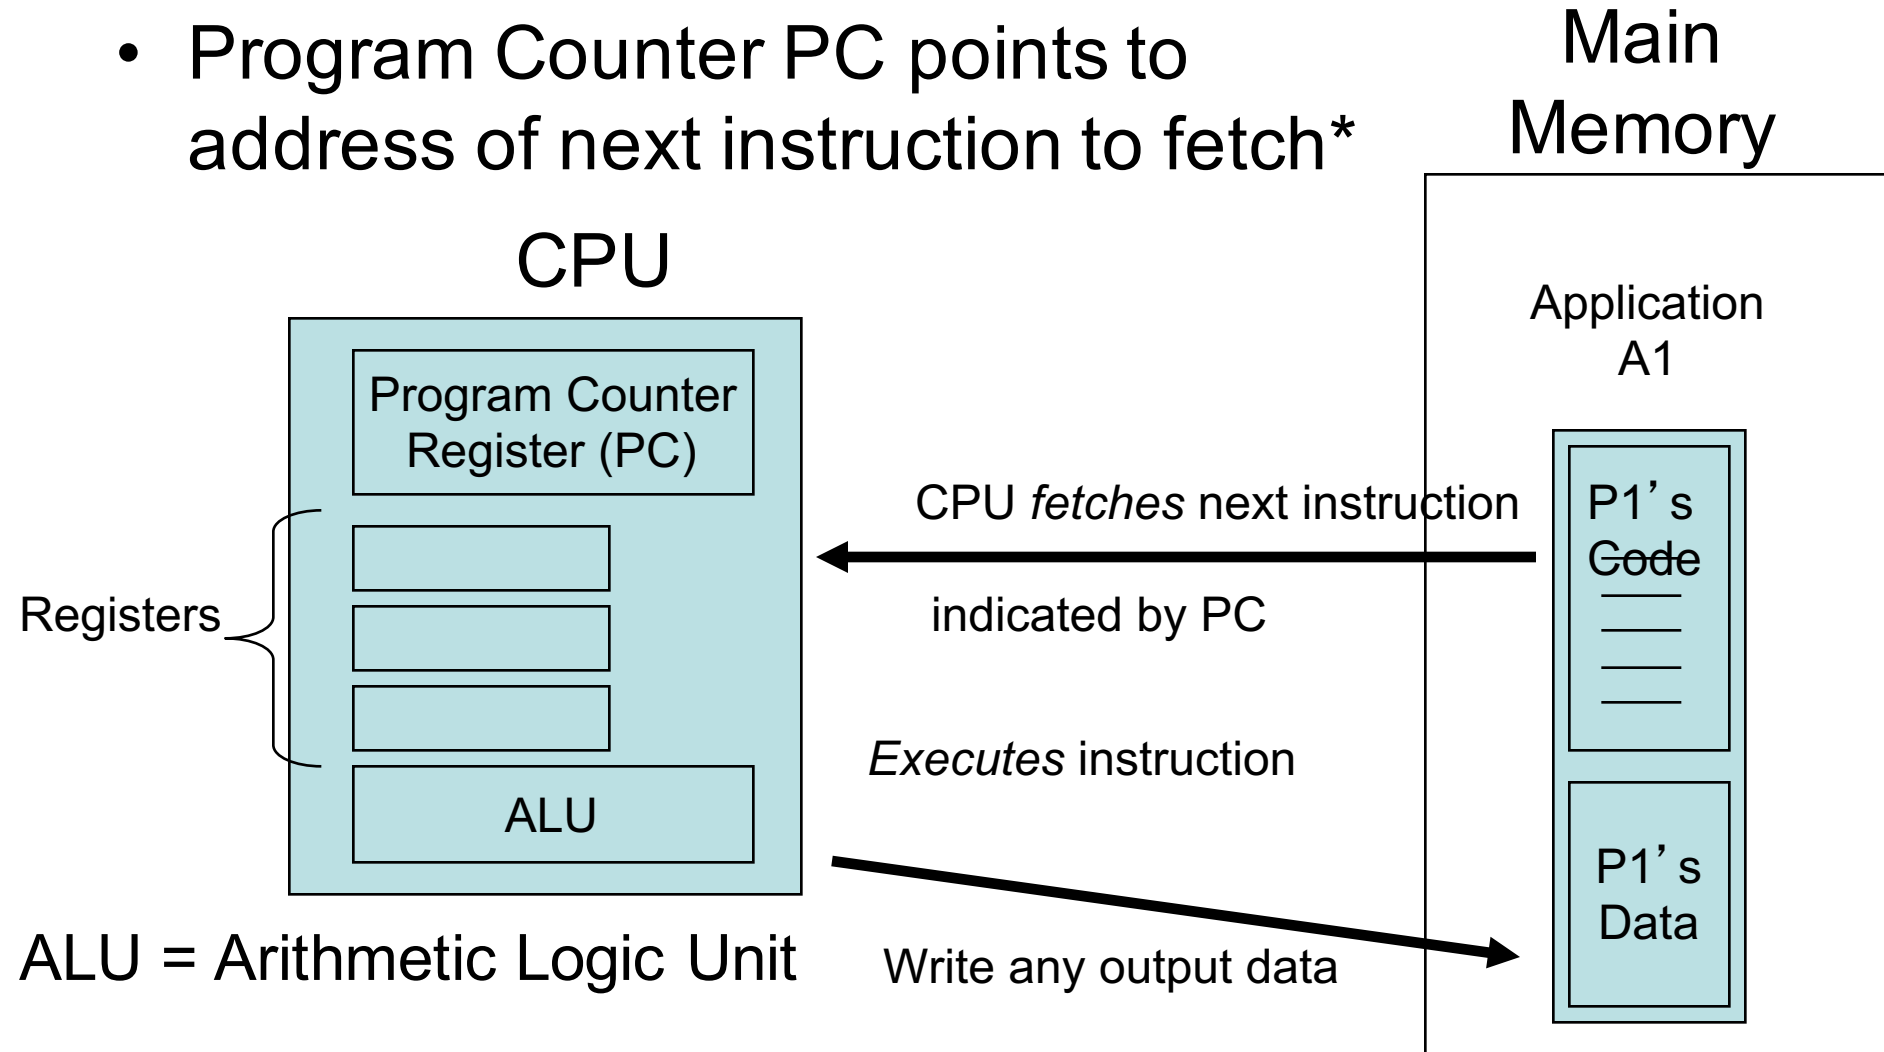 • Program Counter PC points to
address of next instruction to fetch*
Main
Memory
CPU
Application
A1
Program Counter
Register (PC)
Registers
ALU
CPU fetches next instruction
indicated by PC
Executes instruction
Write any output data
P1’s
Code
P1’s
Data
ALU = Arithmetic Logic Unit